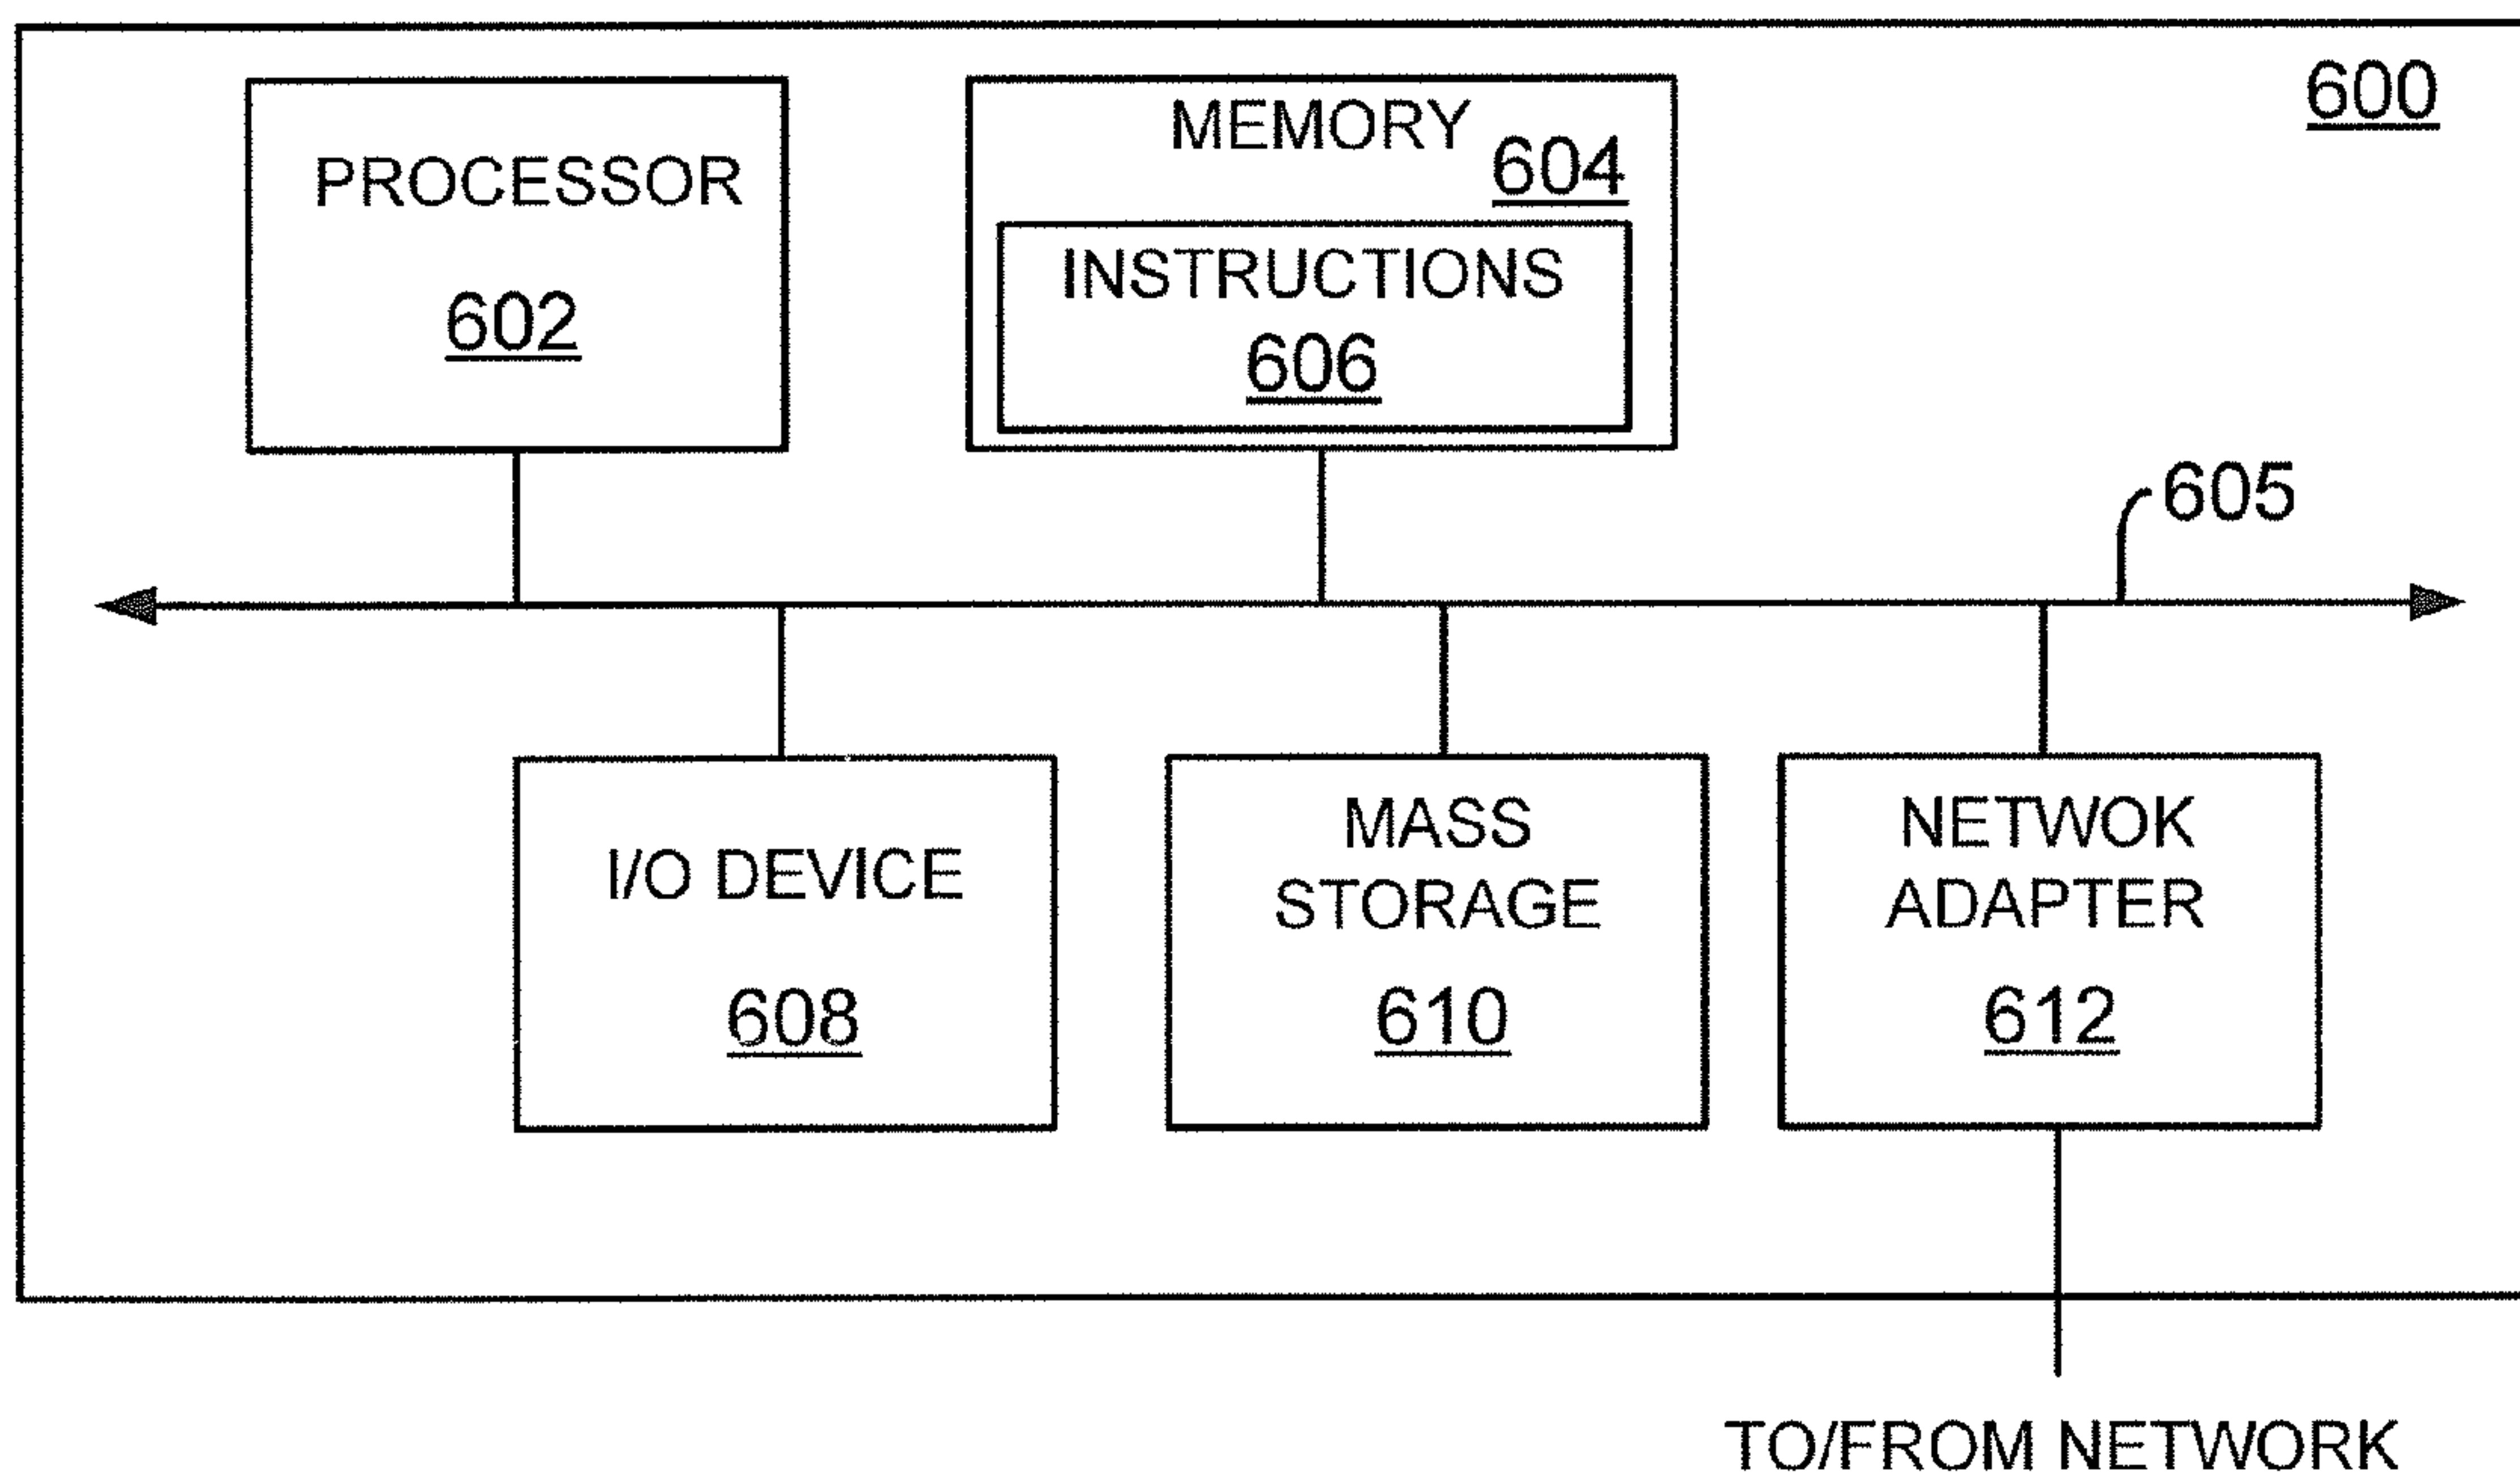 600
PROCESSOR
602
MEMORY
604
INSTRUCTIONS
606
605
I/O DEVICE
608
MASS
STORAGE
610
NETWOK
ADAPTER
612
TO/FROM NETWORK